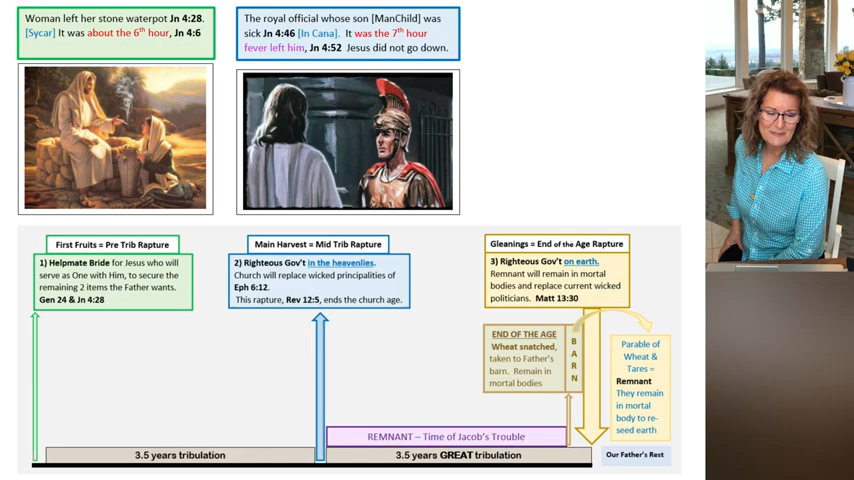 Woman left her stone waterpot Jn 4:28.
[Sycar] It was about the 6th hour, Jn 4:6
The royal official whose son [ManChild] was
sick Jn 4:46 [In Cana]. It was the 7th hour
fever left him, Jn 4:52 Jesus did not go down.
First Fruits = Pre Trib Rapture
1) Helpmate Bride for Jesus who will
serve as One with Him, to secure the
remaining 2 items the Father wants.
Gen 24 & Jn 4:28
Main Harvest = Mid Trib Rapture
2) Righteous Gov't in the heavenlies.
Church will replace wicked principalities of
Eph 6:12.
This rapture, Rev 12:5, ends the church age.
Gleanings = End of the Age Rapture
3) Righteous Gov't on earth.
Remnant will remain in mortal
bodies and replace current wicked
politicians. Matt 13:30
END OF THE AGE
Wheat snatched,
taken to Father's
barn. Remain in
mortal bodies
B
A
R
N
Parable of
Wheat &
Tares =
Remnant
They remain
in mortal
body to re-
seed earth
REMNANT – Time of Jacob's Trouble
3.5 years tribulation
3.5 years GREAT tribulation
Our Father's Rest